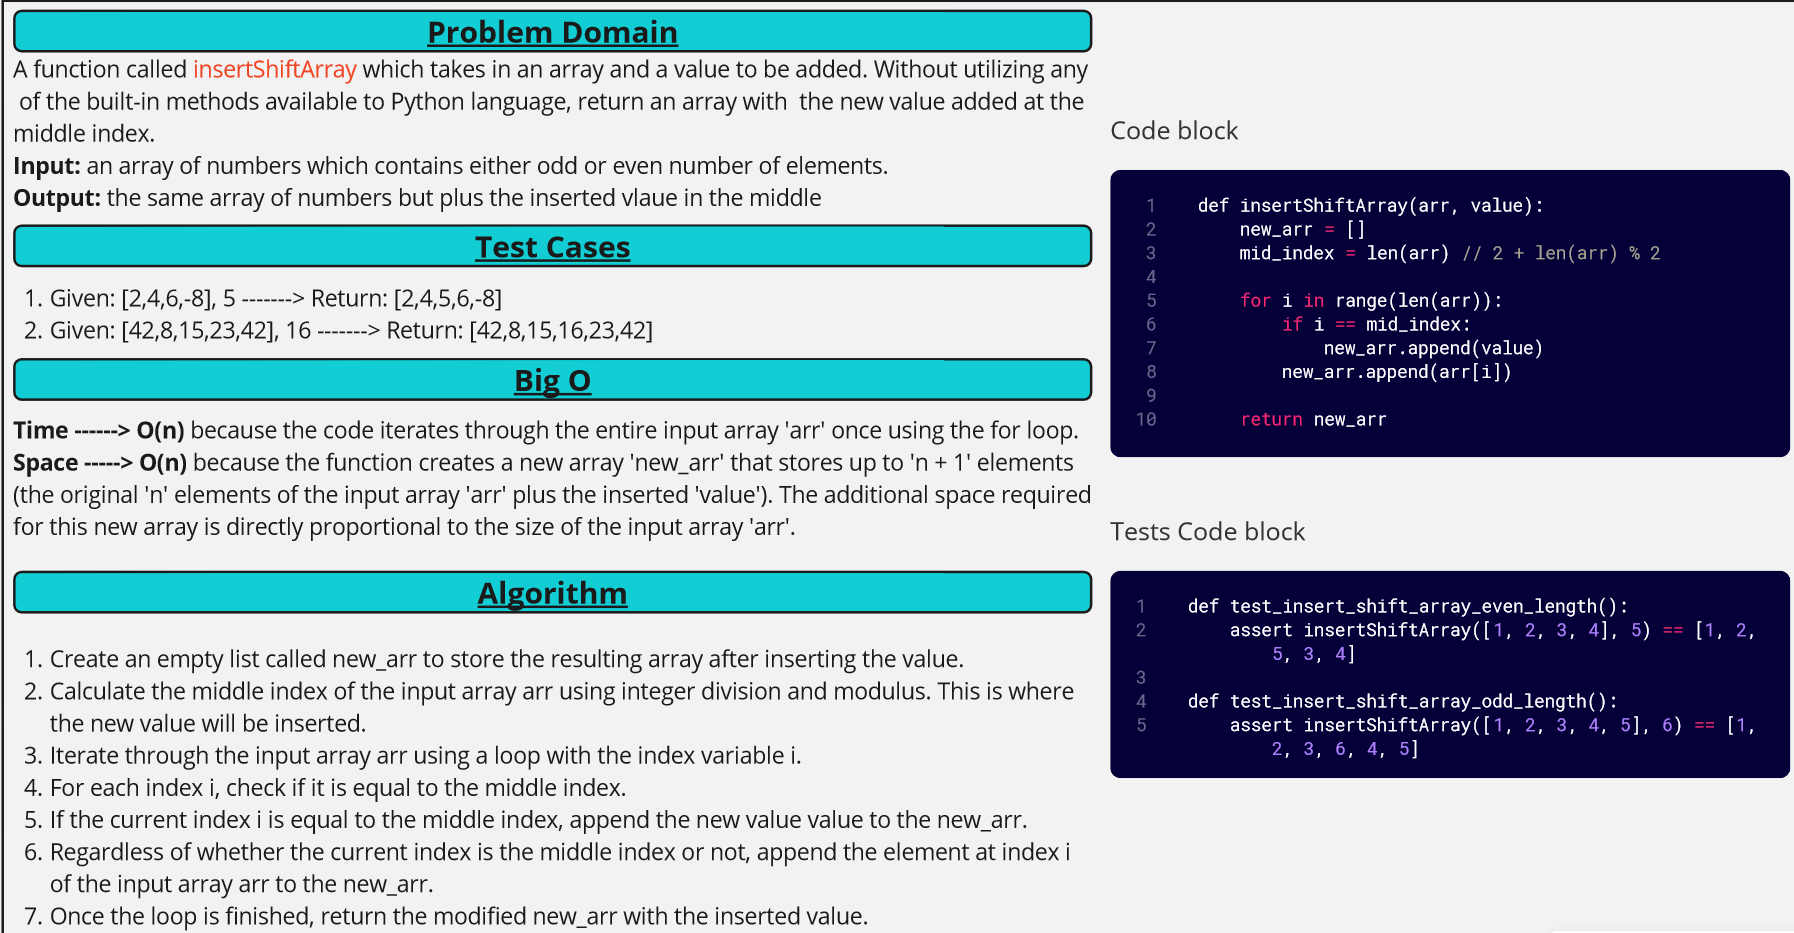 Problem Domain
A function called insertShiftArray which takes in an array and a value to be added. Without utilizing any
of the built-in methods available to Python language, return an array with  the new value added at the
middle index.
Input: an array of numbers which contains either odd or even number of elements.
Output: the same array of numbers but plus the inserted vlaue in the middle
Test Cases
1. Given: [2,4,6,-8], 5 -------> Return: [2,4,5,6,-8]
2. Given: [42,8,15,23,42], 16 -------> Return: [42,8,15,16,23,42]
Big O
Time ------> O(n) because the code iterates through the entire input array 'arr' once using the for loop.
Space -----> O(n) because the function creates a new array 'new_arr' that stores up to 'n + 1' elements
(the original 'n' elements of the input array 'arr' plus the inserted 'value'). The additional space required
for this new array is directly proportional to the size of the input array 'arr'.
Algorithm
1. Create an empty list called new_arr to store the resulting array after inserting the value.
2. Calculate the middle index of the input array arr using integer division and modulus. This is where
the new value will be inserted.
3. Iterate through the input array arr using a loop with the index variable i.
4. For each index i, check if it is equal to the middle index.
5. If the current index i is equal to the middle index, append the new value value to the new_arr.
6. Regardless of whether the current index is the middle index or not, append the element at index i
of the input array arr to the new_arr.
7. Once the loop is finished, return the modified new_arr with the inserted value.
Code block
1 def insertShiftArray(arr, value):
2     new_arr = []
3     mid_index = len(arr) // 2 + len(arr) % 2
4
5     for i in range(len(arr)):
6         if i == mid_index:
7             new_arr.append(value)
8         new_arr.append(arr[i])
9
10     return new_arr
Tests Code block
1 def test_insert_shift_array_even_length():
2     assert insertShiftArray([1, 2, 3, 4], 5) == [1, 2,
5, 3, 4]
3
4 def test_insert_shift_array_odd_length():
5     assert insertShiftArray([1, 2, 3, 4, 5], 6) == [1,
2, 3, 6, 4, 5]